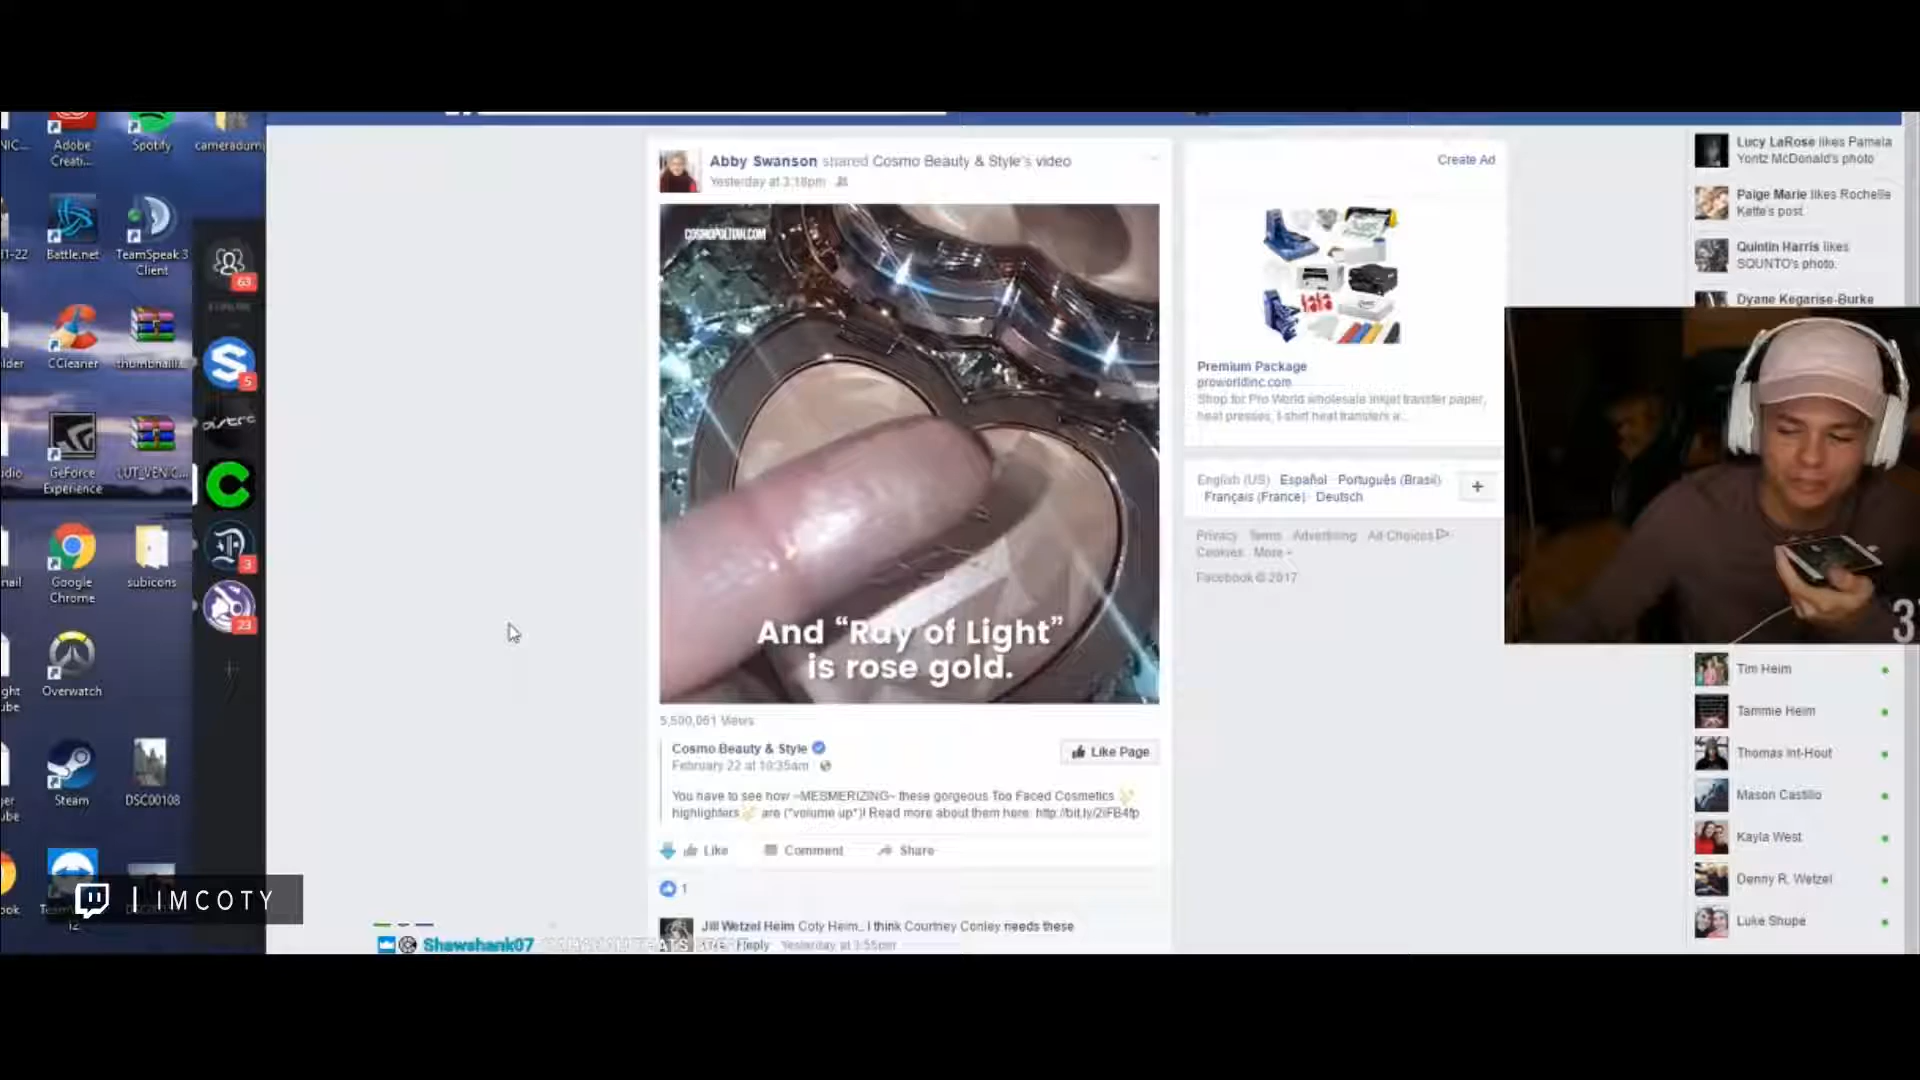 Adobe
Creati...
Spotify
Battle.net
TeamSpeak 3
Client
CCleaner
GeForce
Experience
LUT_VENIC...
Google
Chrome
subicons
Overwatch
Steam
DSC00108
63
5
3
23
| IMCOTY
Abby Swanson shared Cosmo Beauty & Style's video
Yesterday at 3:18pm
COSMOPOLITAN.COM
And "Ray of Light"
is rose gold.
Cosmo Beauty & Style
February 22 at 10:35am
Like Page
You have to see how ~MESMERIZING~ these gorgeous Too Faced Cosmetics
highlighters are (*volume up*)! Read more about them here:
Like Comment Share
1
Jill Wetzel Heim Coty Heim.. I think Courtney Conley needs these
Reply Yesterday at 3:55pm
Shawshank07
Create Ad
Premium Package
proworldinc.com
Shop for Pro World wholesale inkjet transfer paper,
heat presses, t-shirt heat transfers
English (US) Español Português (Brasil)
Français (France) Deutsch
Privacy Terms Advertising Ad Choices
Cookies More
Facebook © 2017
Lucy LaRose likes Pamela
Yontz McDonald's photo
Paige Marie likes Rochelle
Kette's post.
Quintin Harris likes
SQUNTO's photo.
Dyane Kegarise-Burke
Tim Heim
Tammie Heim
Thomas Int-Hout
Mason Castillo
Kayla West
Denny R. Wetzel
Luke Shupe